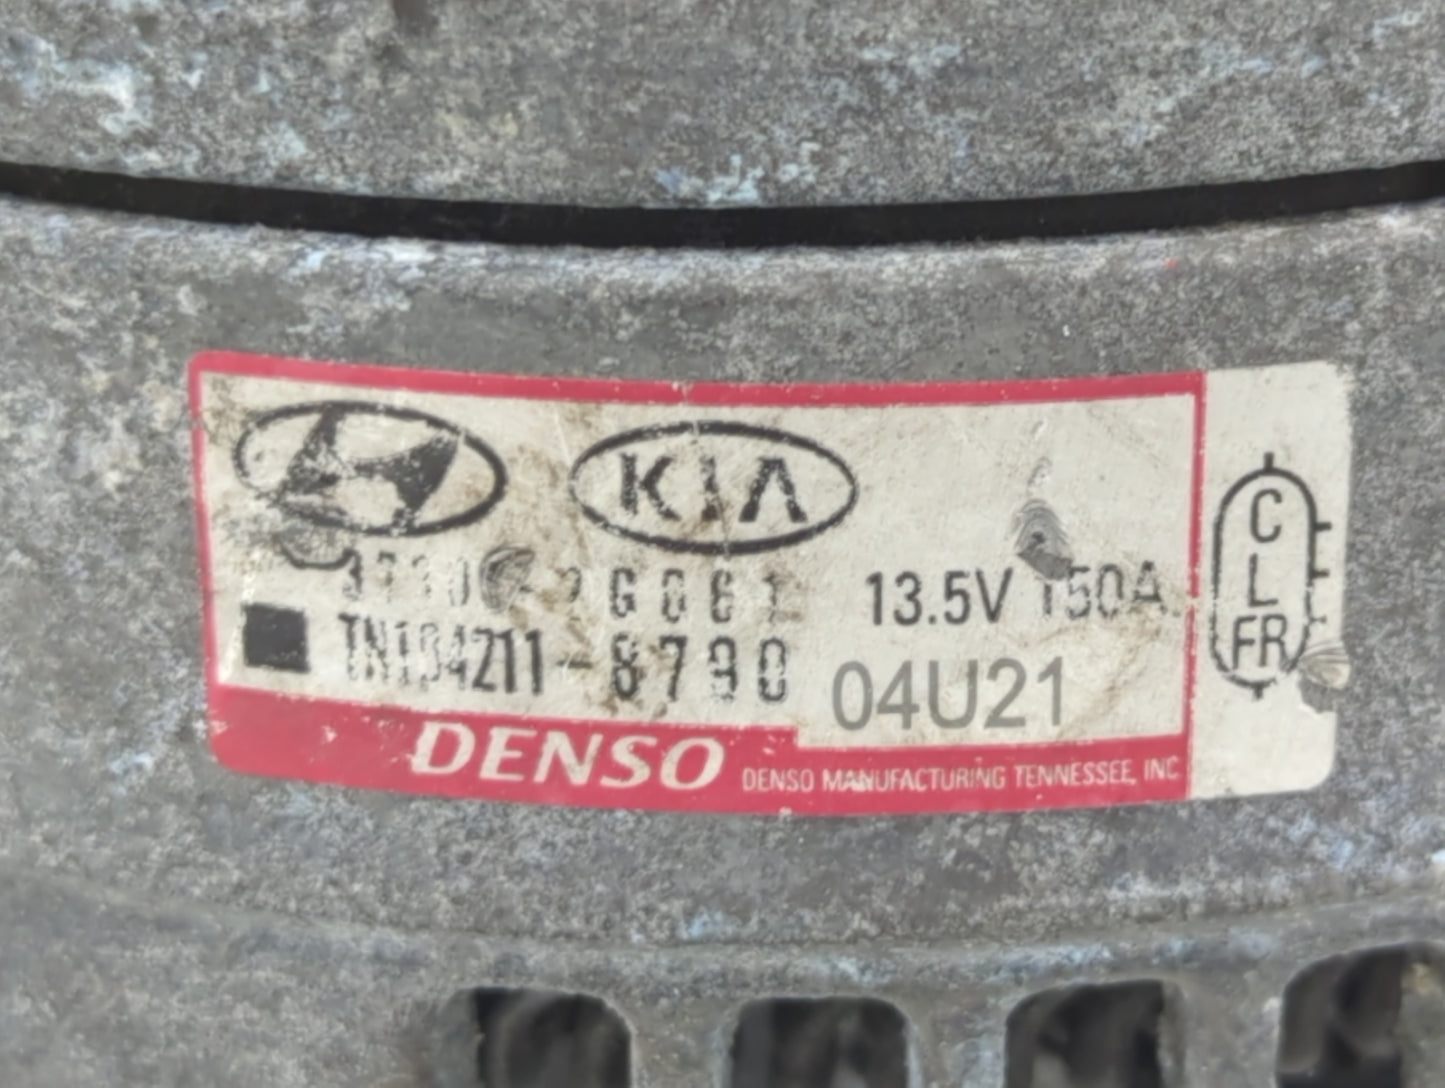 KIA
13.5V 150A
TN104211-8790
04U21
DENSO
DENSO MANUFACTURING TENNESSEE, INC
C
L
FR